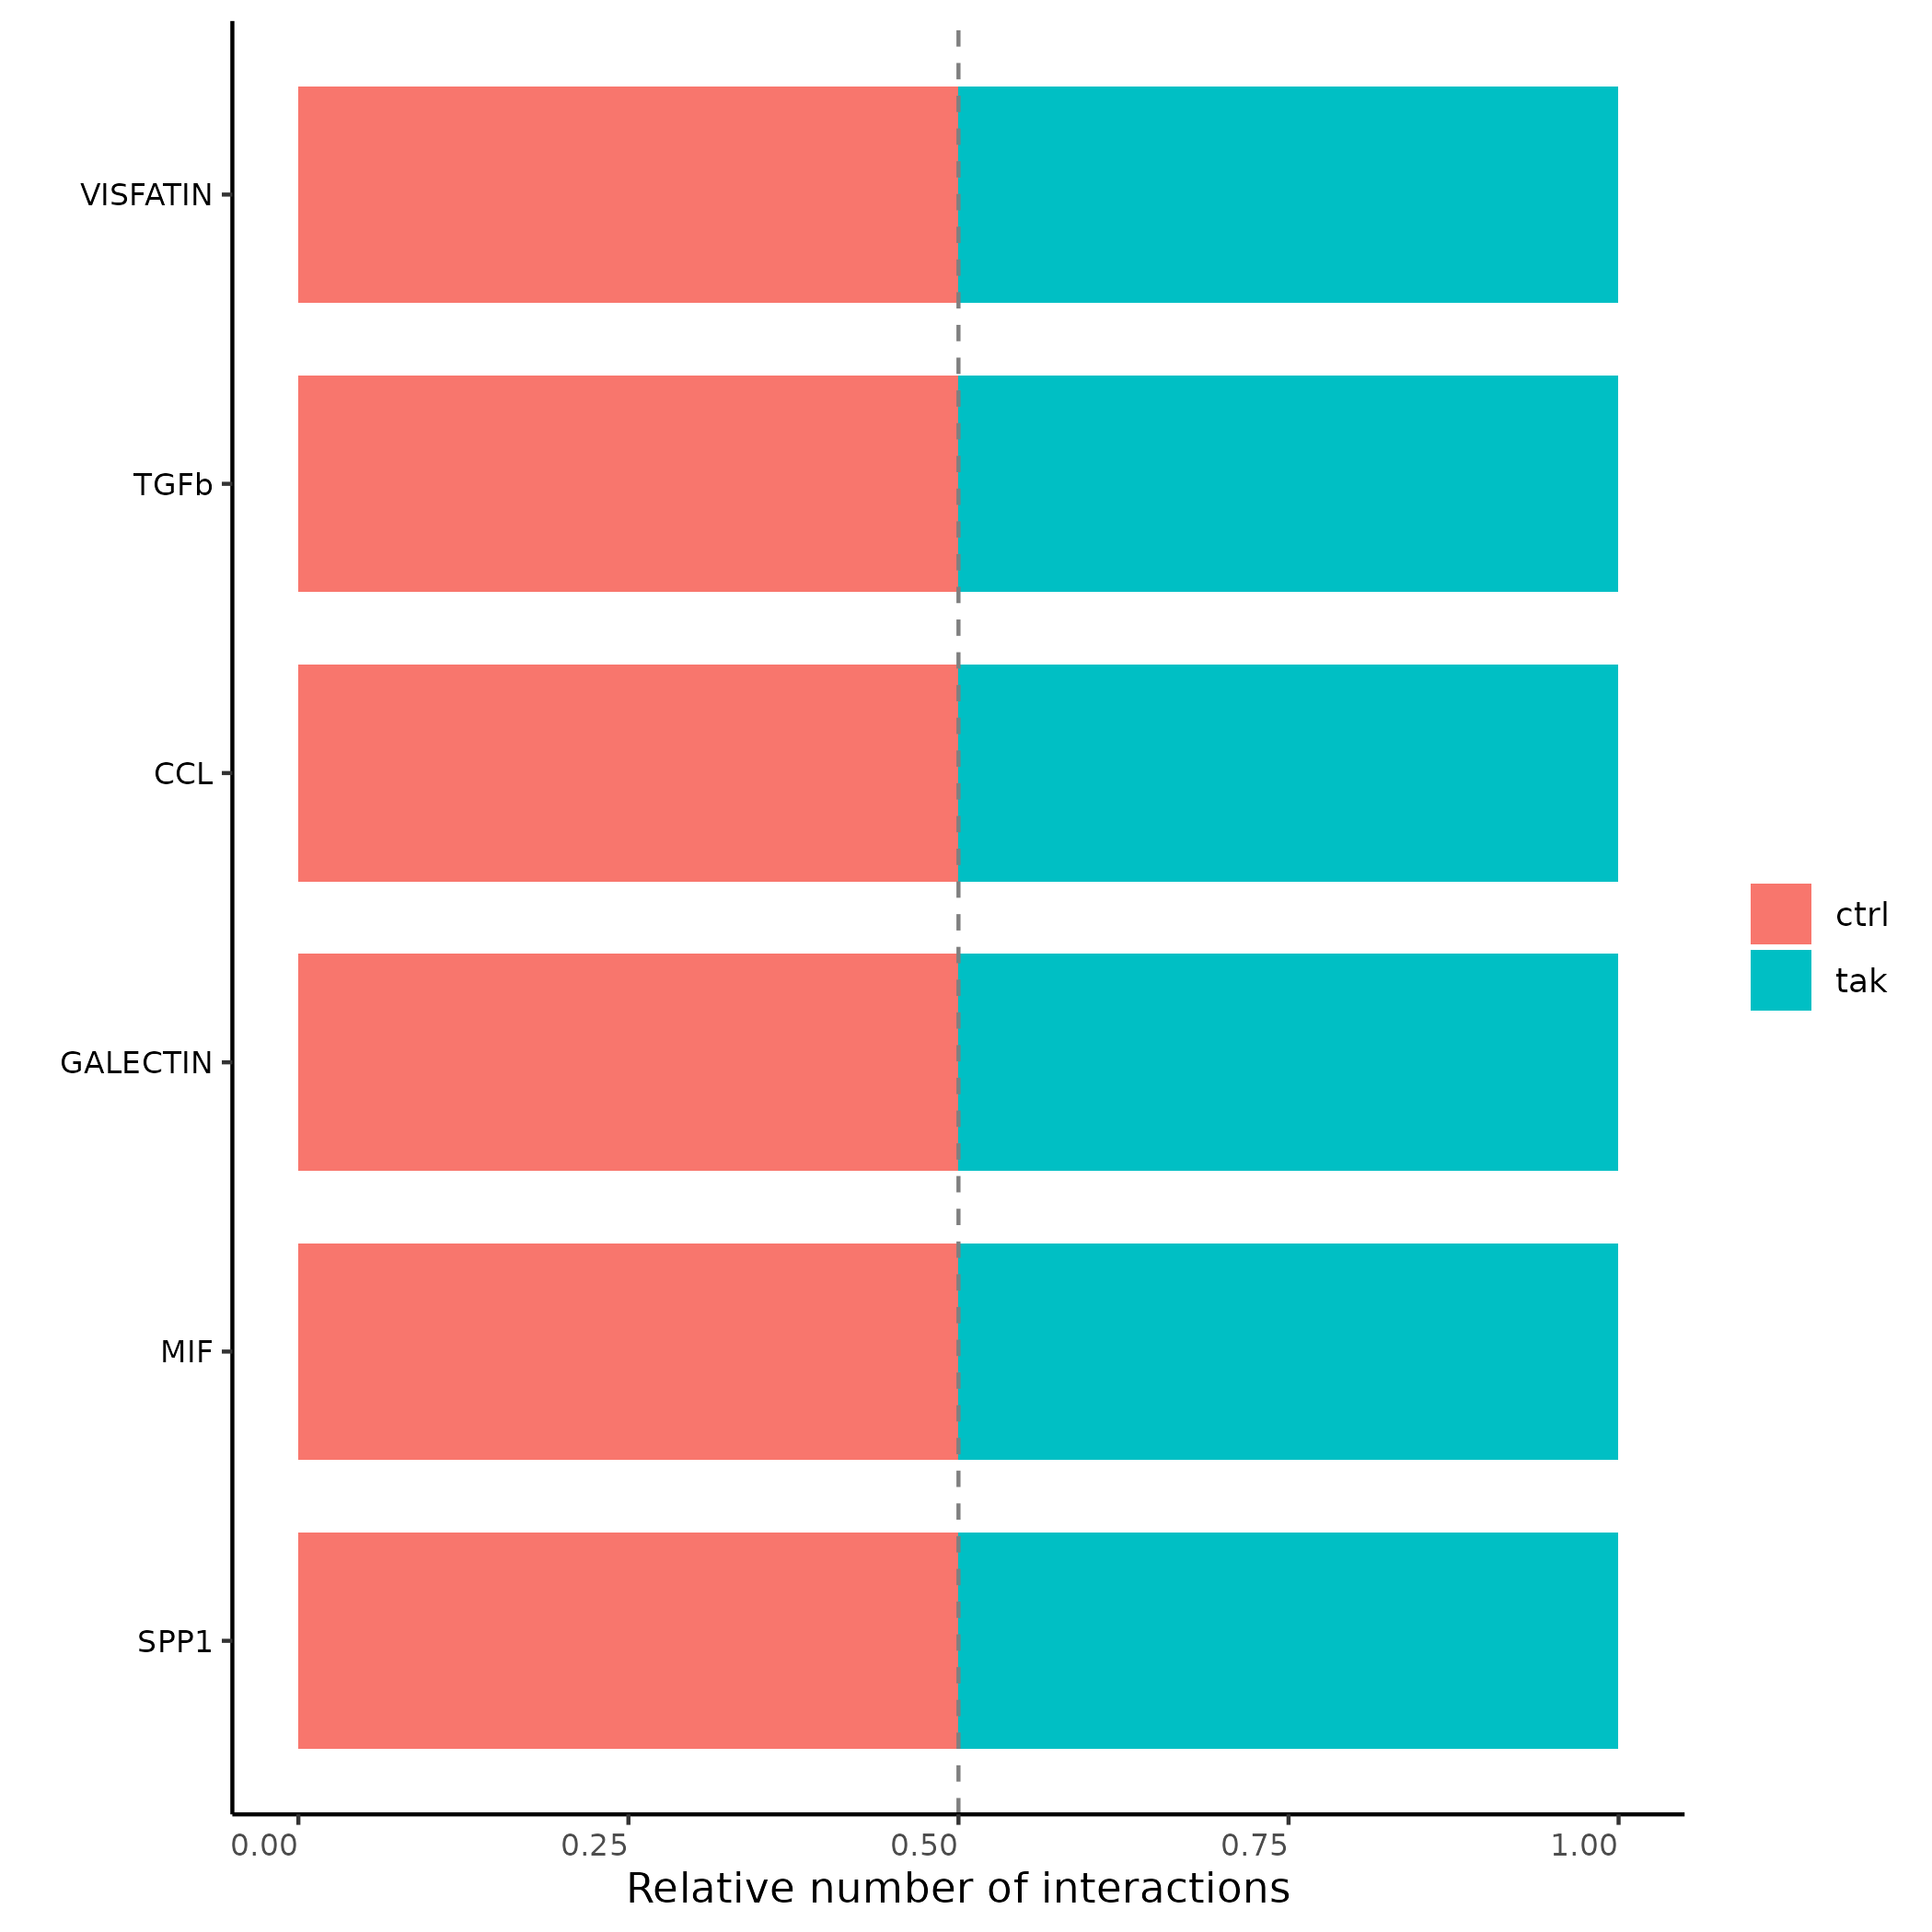 VISFATIN
TGFb
CCL
GALECTIN
MIF
SPP1
0.00 0.25 0.50 0.75 1.00
Relative number of interactions
ctrl
tak